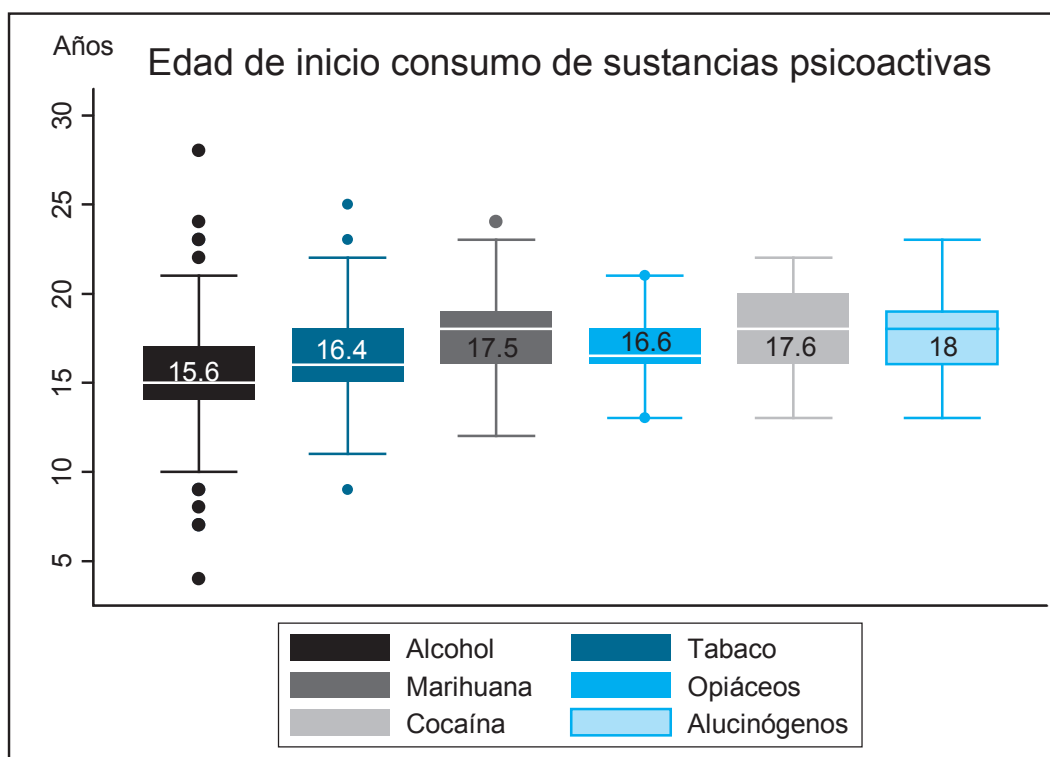 Años
Edad de inicio consumo de sustancias psicoactivas
30
25
20
15
10
5
15.6
16.4
17.5
16.6
17.6
18
Alcohol
Tabaco
Marihuana
Opiáceos
Cocaína
Alucinógenos